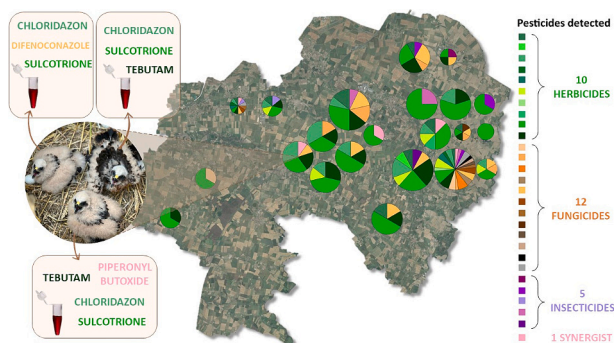 CHLORIDAZON
DIFENOCONAZOLE
SULCOTRIONE
CHLORIDAZON
SULCOTRIONE
TEBUTAM
TEBUTAM
PIPERONYL
BUTOXIDE
CHLORIDAZON
SULCOTRIONE
Pesticides detected
10
HERBICIDES
12
FUNGICIDES
5
INSECTICIDES
1 SYNERGIST